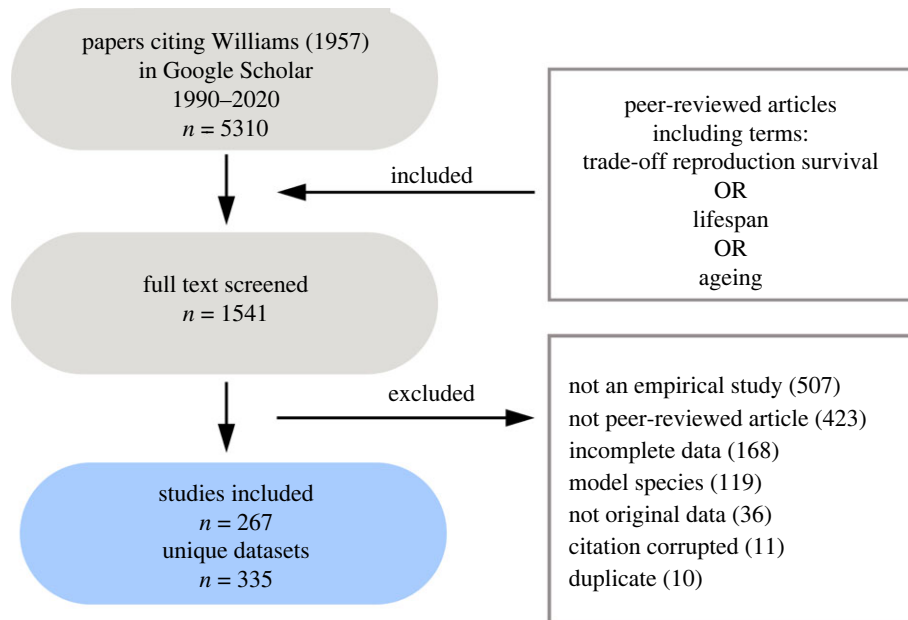 papers citing Williams (1957)
in Google Scholar
1990–2020
n = 5310
included
peer-reviewed articles
including terms:
trade-off reproduction survival
OR
lifespan
OR
ageing
full text screened
n = 1541
excluded
not an empirical study (507)
not peer-reviewed article (423)
incomplete data (168)
model species (119)
not original data (36)
citation corrupted (11)
duplicate (10)
studies included
n = 267
unique datasets
n = 335